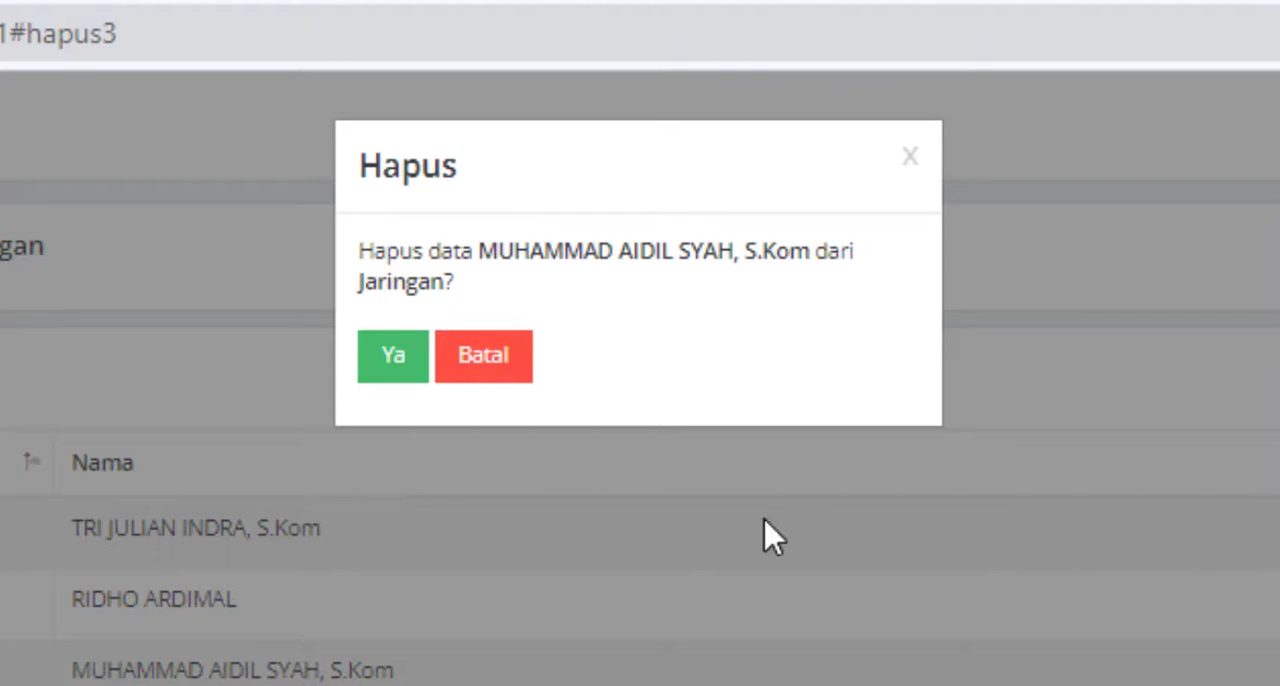 1#hapus3
Hapus
X
gan
Hapus data MUHAMMAD AIDIL SYAH, S.Kom dari
Jaringan?
Ya Batal
Nama
TRI JULIAN INDRA, S.Kom
RIDHO ARDIMAL
MUHAMMAD AIDIL SYAH, S.Kom